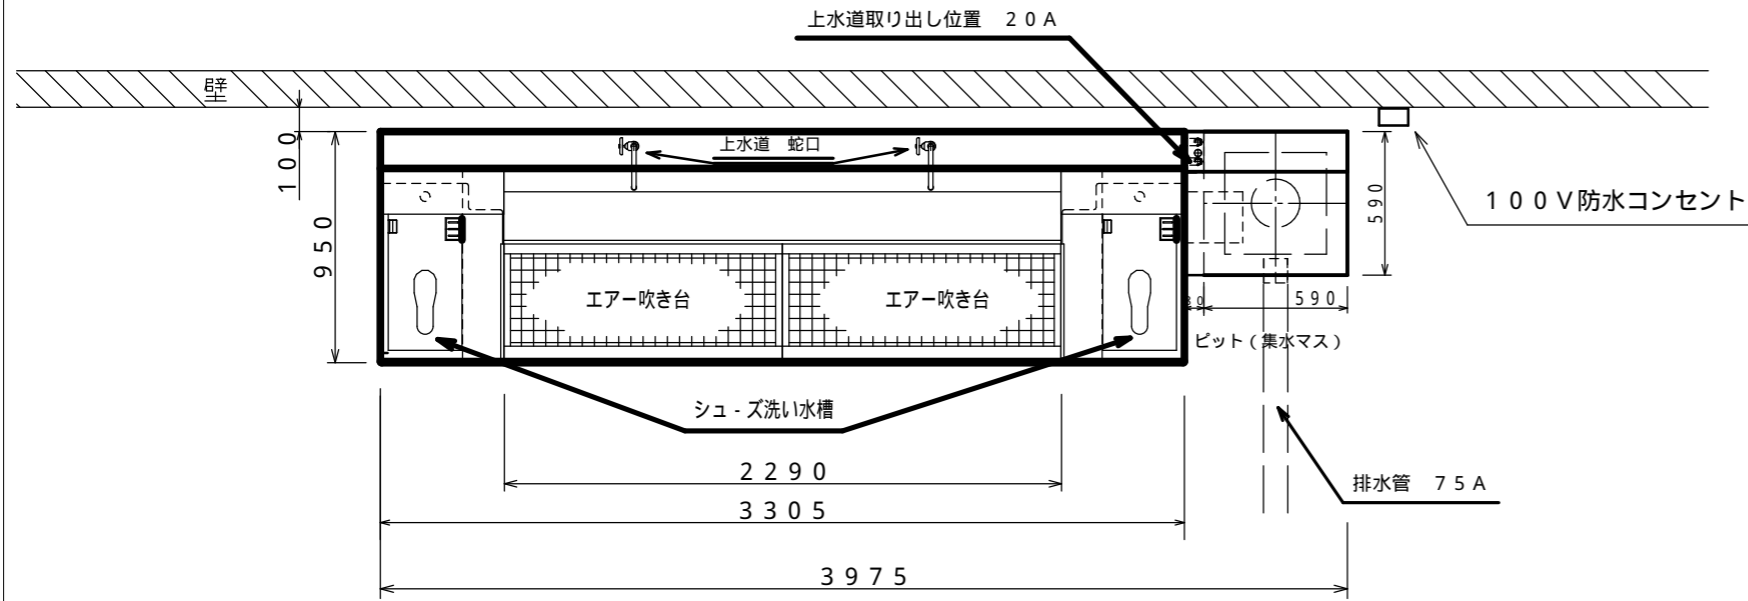 上水道取り出し位置　２０A
壁
１００
上水道　蛇口
９５０
５９０
１００V防水コンセント
エアー吹き台
エアー吹き台
８０
５９０
ピット（集水マス）
シュ‐ズ洗い水槽
２２９０
排水管　７５A
３３０５
３９７５